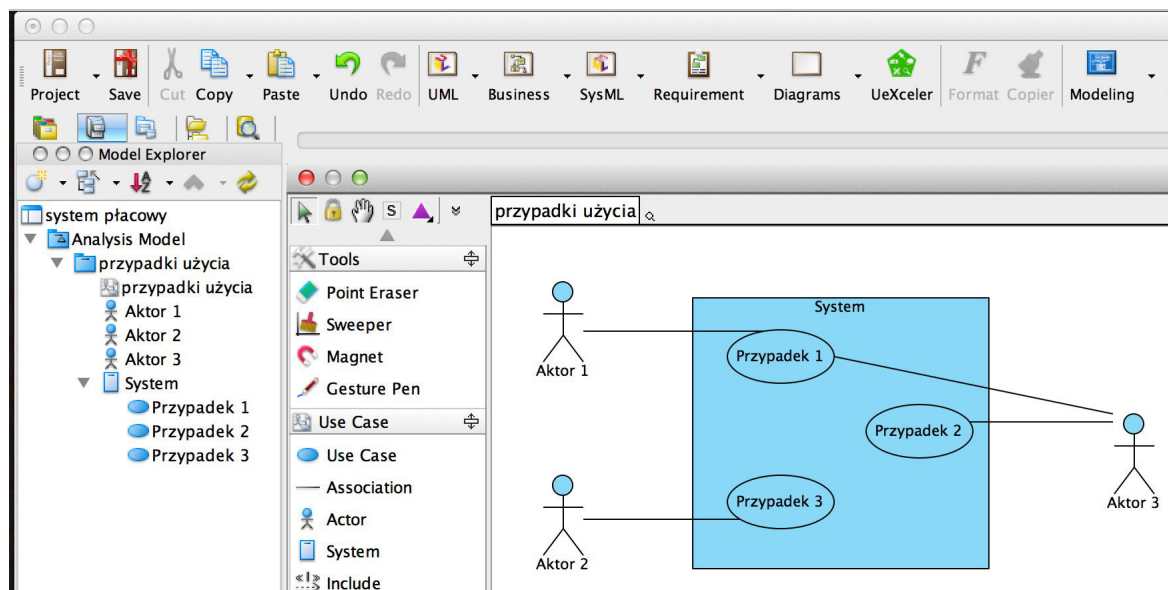 Project Save Cut Copy Paste Undo Redo UML Business SysML Requirement Diagrams UeXceler Format Copier Modeling
Model Explorer
system płacowy
Analysis Model
przypadki użycia
przypadki użycia
Aktor 1
Aktor 2
Aktor 3
System
Przypadek 1
Przypadek 2
Przypadek 3
S
Tools
Point Eraser
Sweeper
Magnet
Gesture Pen
Use Case
Use Case
Association
Actor
System
Include
przypadki użycia
System
Przypadek 1
Aktor 1
Przypadek 2
Aktor 3
Przypadek 3
Aktor 2